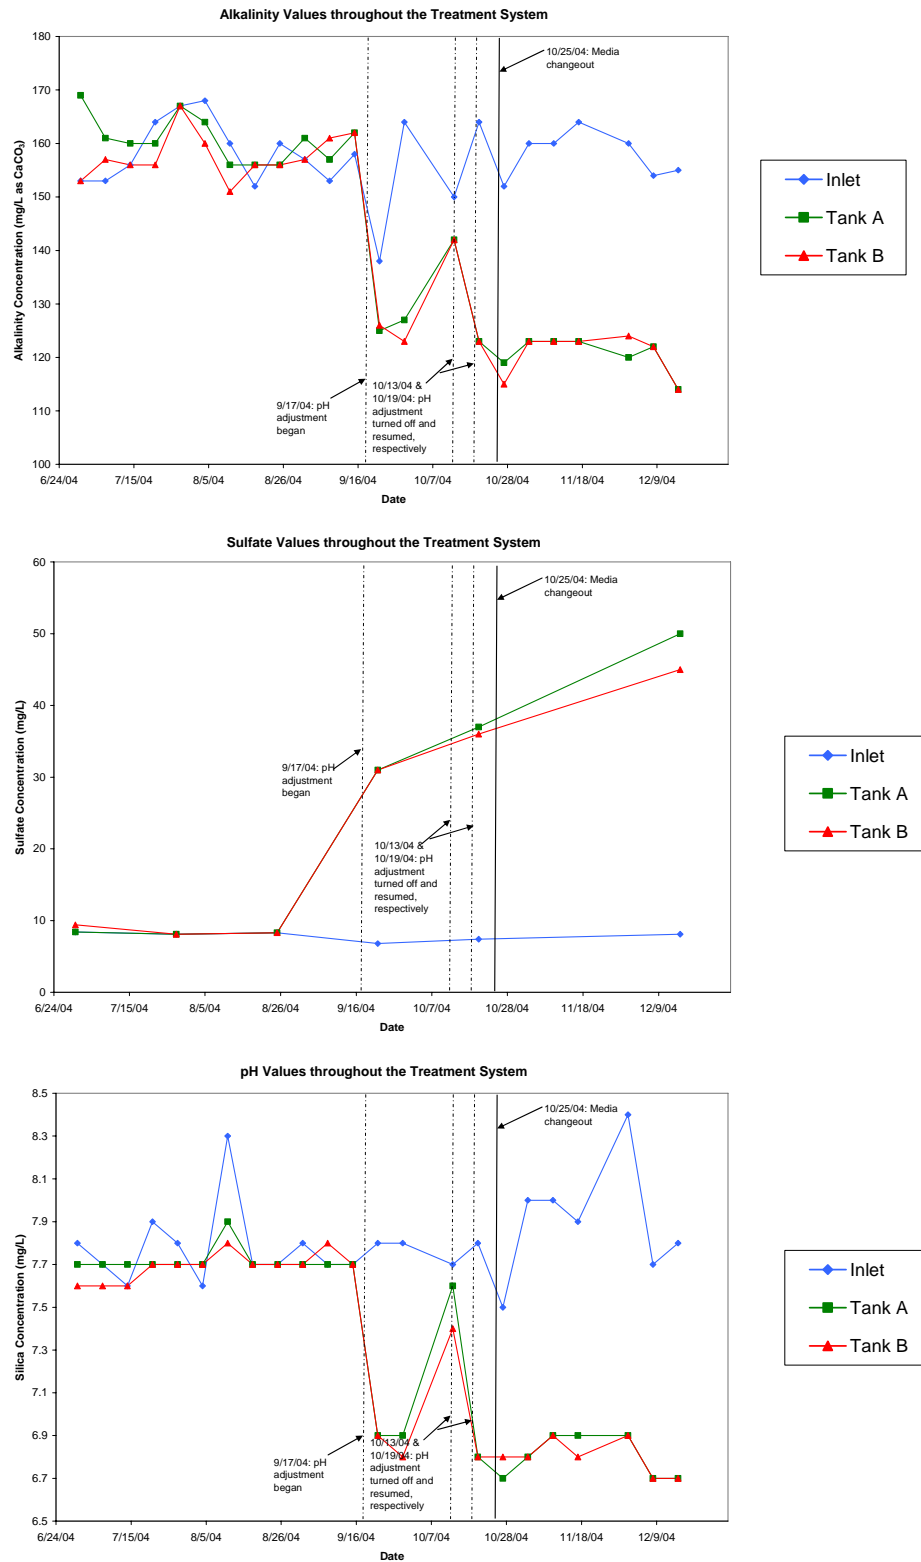 Alkalinity Values throughout the Treatment System
180
170
160
150
140
130
120
110
100
Alkalinity Concentration (mg/L as CaCO₃)
10/25/04: Media
changeout
9/17/04: pH
adjustment
began
10/13/04 &
10/19/04: pH
adjustment
turned off and
resumed,
respectively
6/24/04 7/15/04 8/5/04 8/26/04 9/16/04 10/7/04 10/28/04 11/18/04 12/9/04
Date
Inlet
Tank A
Tank B
Sulfate Values throughout the Treatment System
60
50
40
30
20
10
0
Sulfate Concentration (mg/L)
10/25/04: Media
changeout
9/17/04: pH
adjustment
began
10/13/04 &
10/19/04: pH
adjustment
turned off and
resumed,
respectively
6/24/04 7/15/04 8/5/04 8/26/04 9/16/04 10/7/04 10/28/04 11/18/04 12/9/04
Date
Inlet
Tank A
Tank B
pH Values throughout the Treatment System
8.5
8.3
8.1
7.9
7.7
7.5
7.3
7.1
6.9
6.7
6.5
Silica Concentration (mg/L)
10/25/04: Media
changeout
9/17/04: pH
adjustment
began
10/13/04 &
10/19/04: pH
adjustment
turned off and
resumed,
respectively
6/24/04 7/15/04 8/5/04 8/26/04 9/16/04 10/7/04 10/28/04 11/18/04 12/9/04
Date
Inlet
Tank A
Tank B